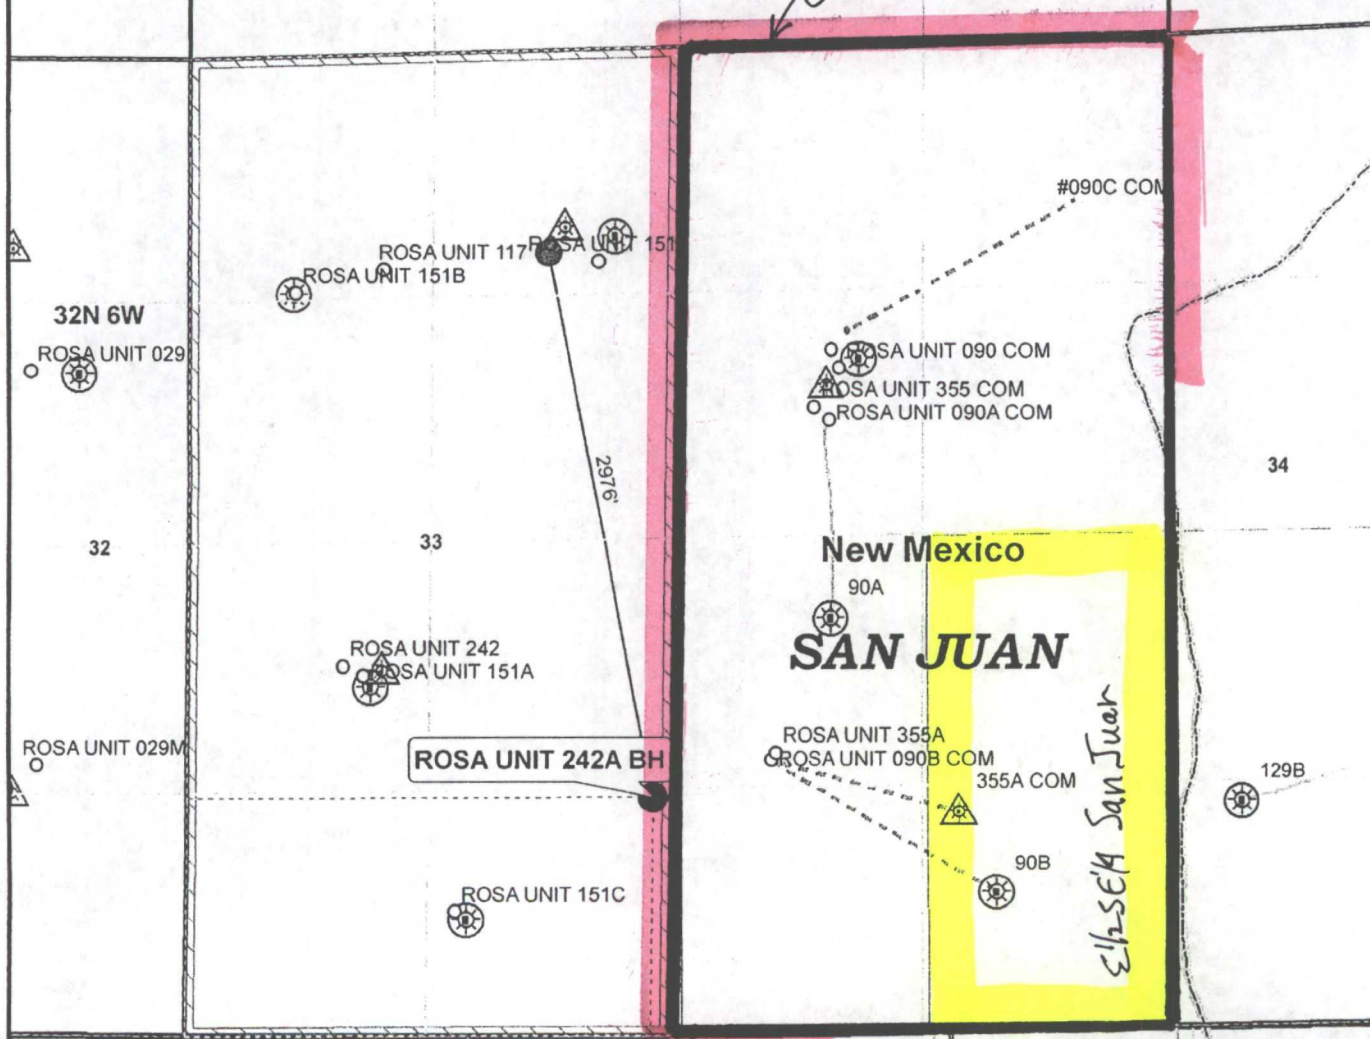 #090C COM
ROSA UNIT 117
ROSA UNIT 151
ROSA UNIT 151B
32N 6W
ROSA UNIT 029
ROSA UNIT 090 COM
ROSA UNIT 355 COM
ROSA UNIT 090A COM
2976'
34
32
33
New Mexico
90A
SAN JUAN
ROSA UNIT 242
ROSA UNIT 151A
ROSA UNIT 029M
ROSA UNIT 242A BH
ROSA UNIT 355A
ROSA UNIT 090B COM
355A COM
129B
90B
ROSA UNIT 151C
E1/2SE/4 San Juan